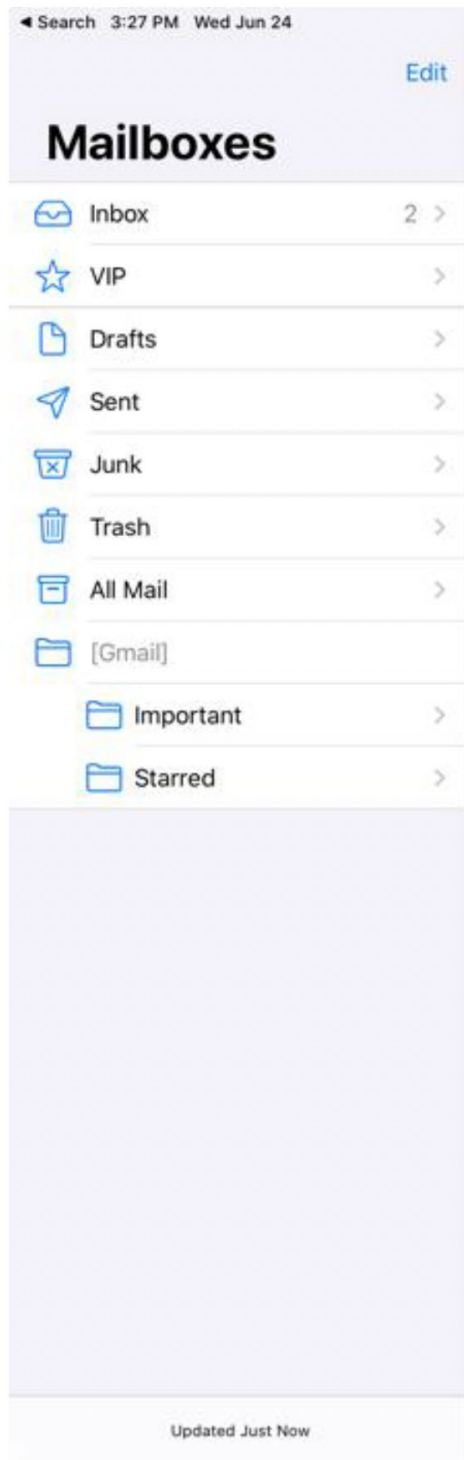 Search 3:27 PM Wed Jun 24
Edit
Mailboxes
Inbox 2
VIP
Drafts
Sent
Junk
Trash
All Mail
[Gmail]
Important
Starred
Updated Just Now